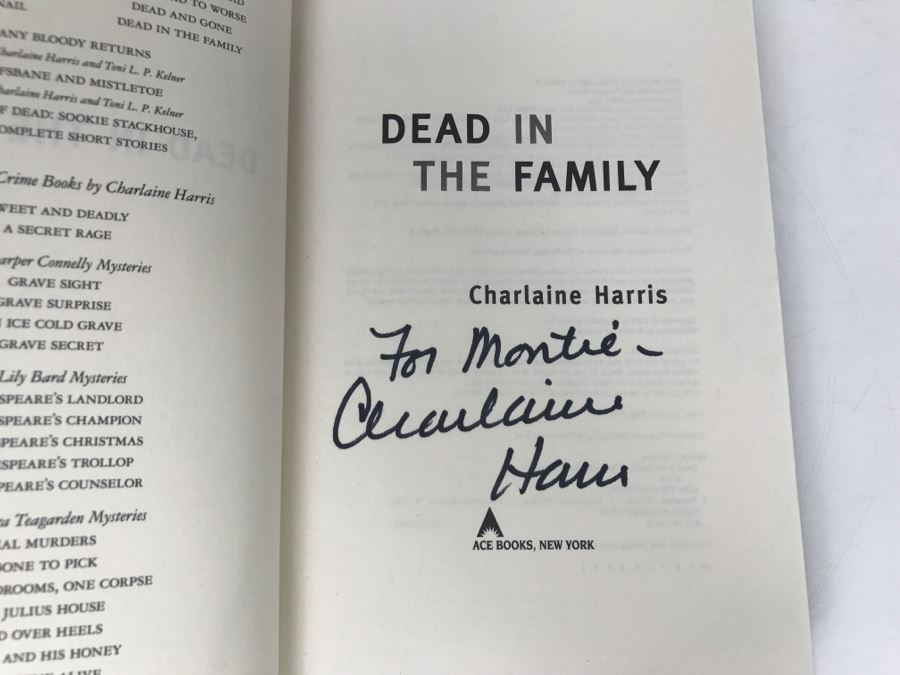 NAIL
DEAD TO WORSE
DEAD AND GONE
DEAD IN THE FAMILY
ANY BLOODY RETURNS
Charlaine Harris and Toni L. P. Kelner
FSBANE AND MISTLETOE
Charlaine Harris and Toni L. P. Kelner
F DEAD: SOOKIE STACKHOUSE,
OMPLETE SHORT STORIES
Crime Books by Charlaine Harris
WEET AND DEADLY
A SECRET RAGE
arper Connelly Mysteries
GRAVE SIGHT
GRAVE SURPRISE
ICE COLD GRAVE
GRAVE SECRET
Lily Bard Mysteries
SPEARE'S LANDLORD
SPEARE'S CHAMPION
SPEARE'S CHRISTMAS
SPEARE'S TROLLOP
PEARE'S COUNSELOR
a Teagarden Mysteries
AL MURDERS
BONE TO PICK
DROOMS, ONE CORPSE
JULIUS HOUSE
D OVER HEELS
AND HIS HONEY
DEAD IN
THE FAMILY
Charlaine Harris
For Montie -
Charlaine
Harris
ACE BOOKS, NEW YORK